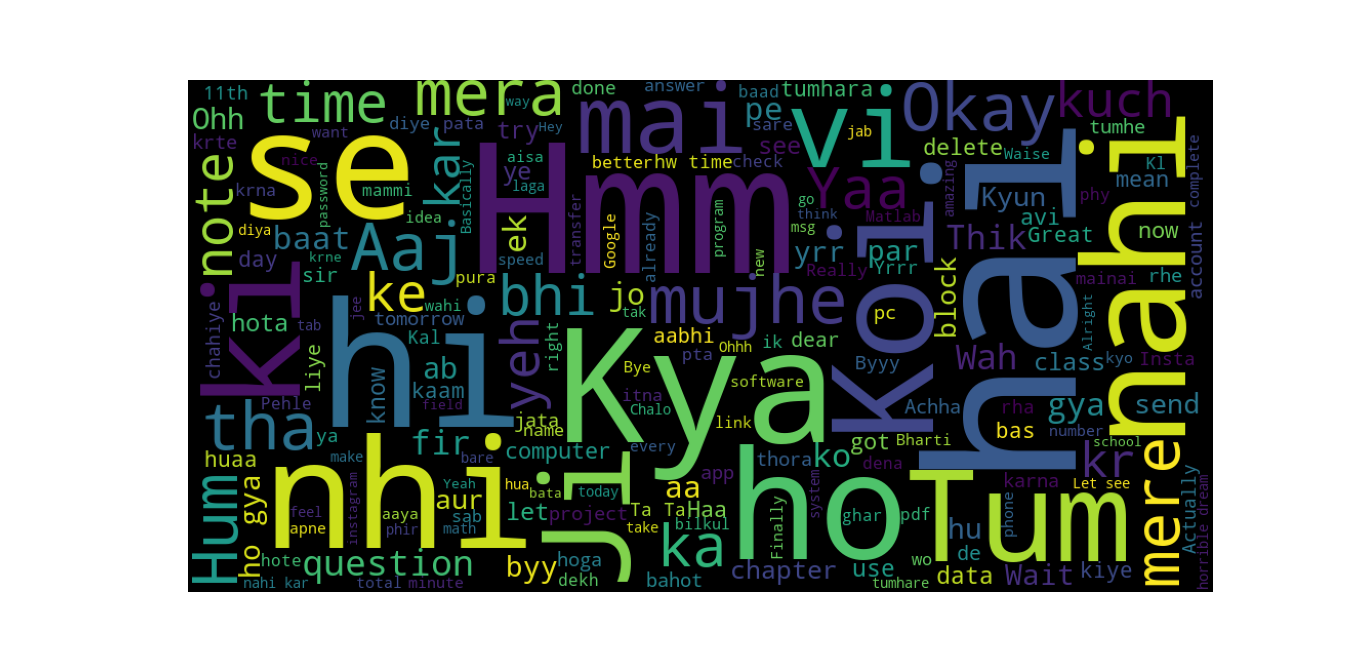 11th
Ohh
time
mera
way
done
answer
baad
tumhara
Okay
kuch
krte
want
diye
pata
try
Hey
mai
pe
sare
vi
jab
tumhe
nice
se
kar
aisa
ye
betterhw time
check
see
delete
Waise
Kl
note
krna
password
mammi
laga
Hmm
Yaa
go
think
Matlab
amazing
Kyun
mean
phy
complete
diya
baat
Aaj
idea
Basically
ek
transfer
Google
already
program
msg
yrr
par
Koi
Thik
avi
Great
hai
now
nahi
day
krne
sir
speed
new
Really
Yrrr
mainai
rhe
account
Ki
ke
pura
bhi
jo
mujhe
pc
block
chahiye
hota
jee
tab
wahi
tomorrow
tak
Kal
hi
yeh
right
aabhi
Ohhh
ik
dear
Alright
liye
know
ab
kaam
Kya
pta
Byyy
Wah
class
kyo
Insta
Pehle
field
Bye
itna
software
Achha
rha
gya
send
tha
ya
fir
jata
name
Chalo
link
bas
number
huaa
bare
computer
every
got
Bharti
school
make
nhi
ji
thora
ko
dena
kr
mere
Hum
ho gya
Yeah
hua
bata
today
aa
app
ho
Tum
karna
Let see
Actually
feel
instagram
apne
aaya
aur
sab
let
project
Ta Ta
Haa
take
bilkul
Finally
system
ghar
pdf
hu
phone
phir
math
hote
question
byy
hoga
ka
chapter
use
wo
de
Wait
kiye
horrible dream
nahi kar
total
minute
dekh
bahot
tumhare
data